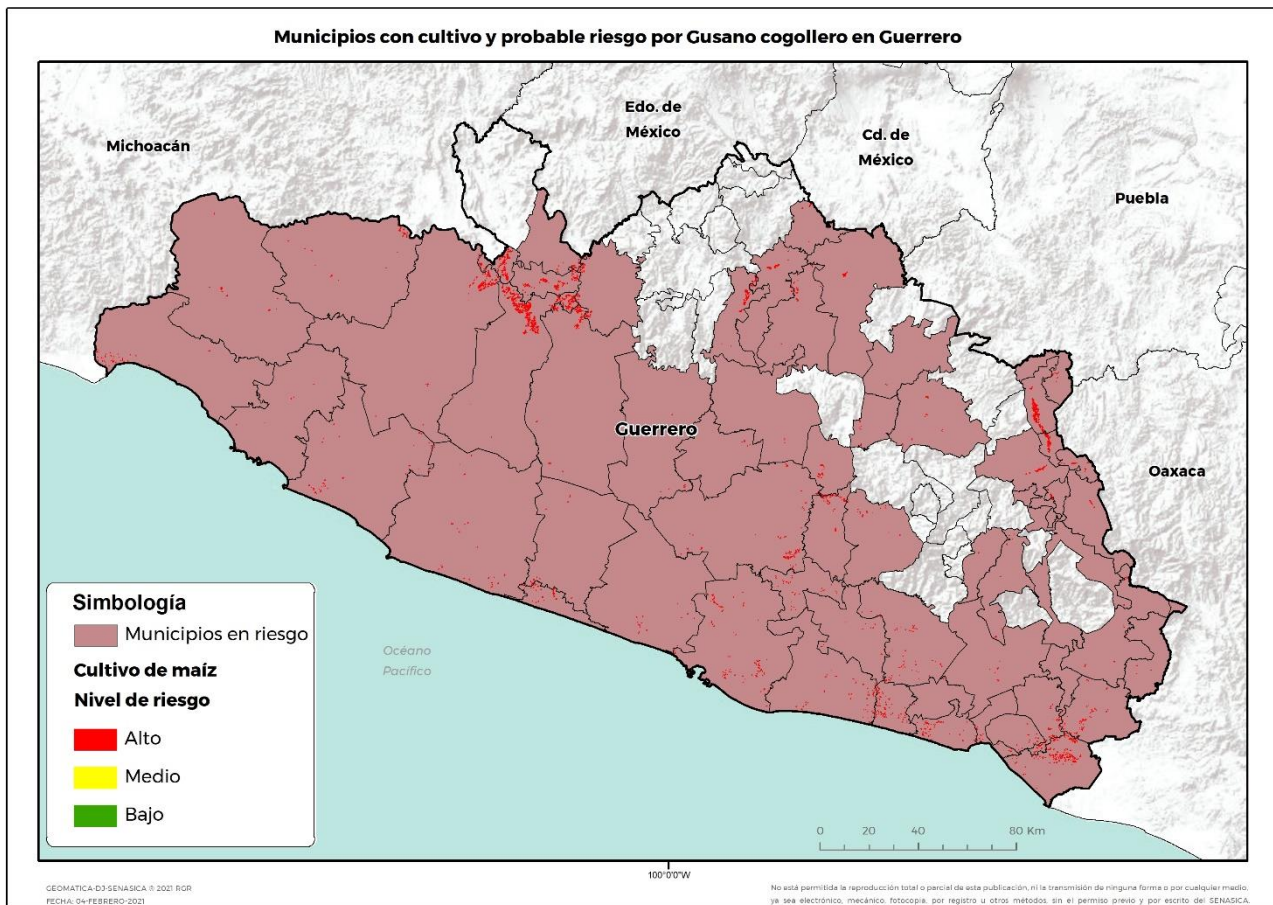 Municipios con cultivo y probable riesgo por Gusano cogollero en Guerrero
Edo. de
México
Cd. de
México
Michoacán
Puebla
Guerrero
Oaxaca
Océano
Pacífico
Simbología
Municipios en riesgo
Cultivo de maíz
Nivel de riesgo
Alto
Medio
Bajo
0 20 40 80 Km
100°0'0"W
GEOMATICA-DJ-SENASICA © 2021 RGR
FECHA: 04-FEBRERO-2021
No está permitida la reproducción total o parcial de esta publicación, ni la transmisión de ninguna forma o por cualquier medio,
ya sea electrónico, mecánico, fotocopia, por registro u otros métodos, sin el permiso previo y por escrito del SENASICA.